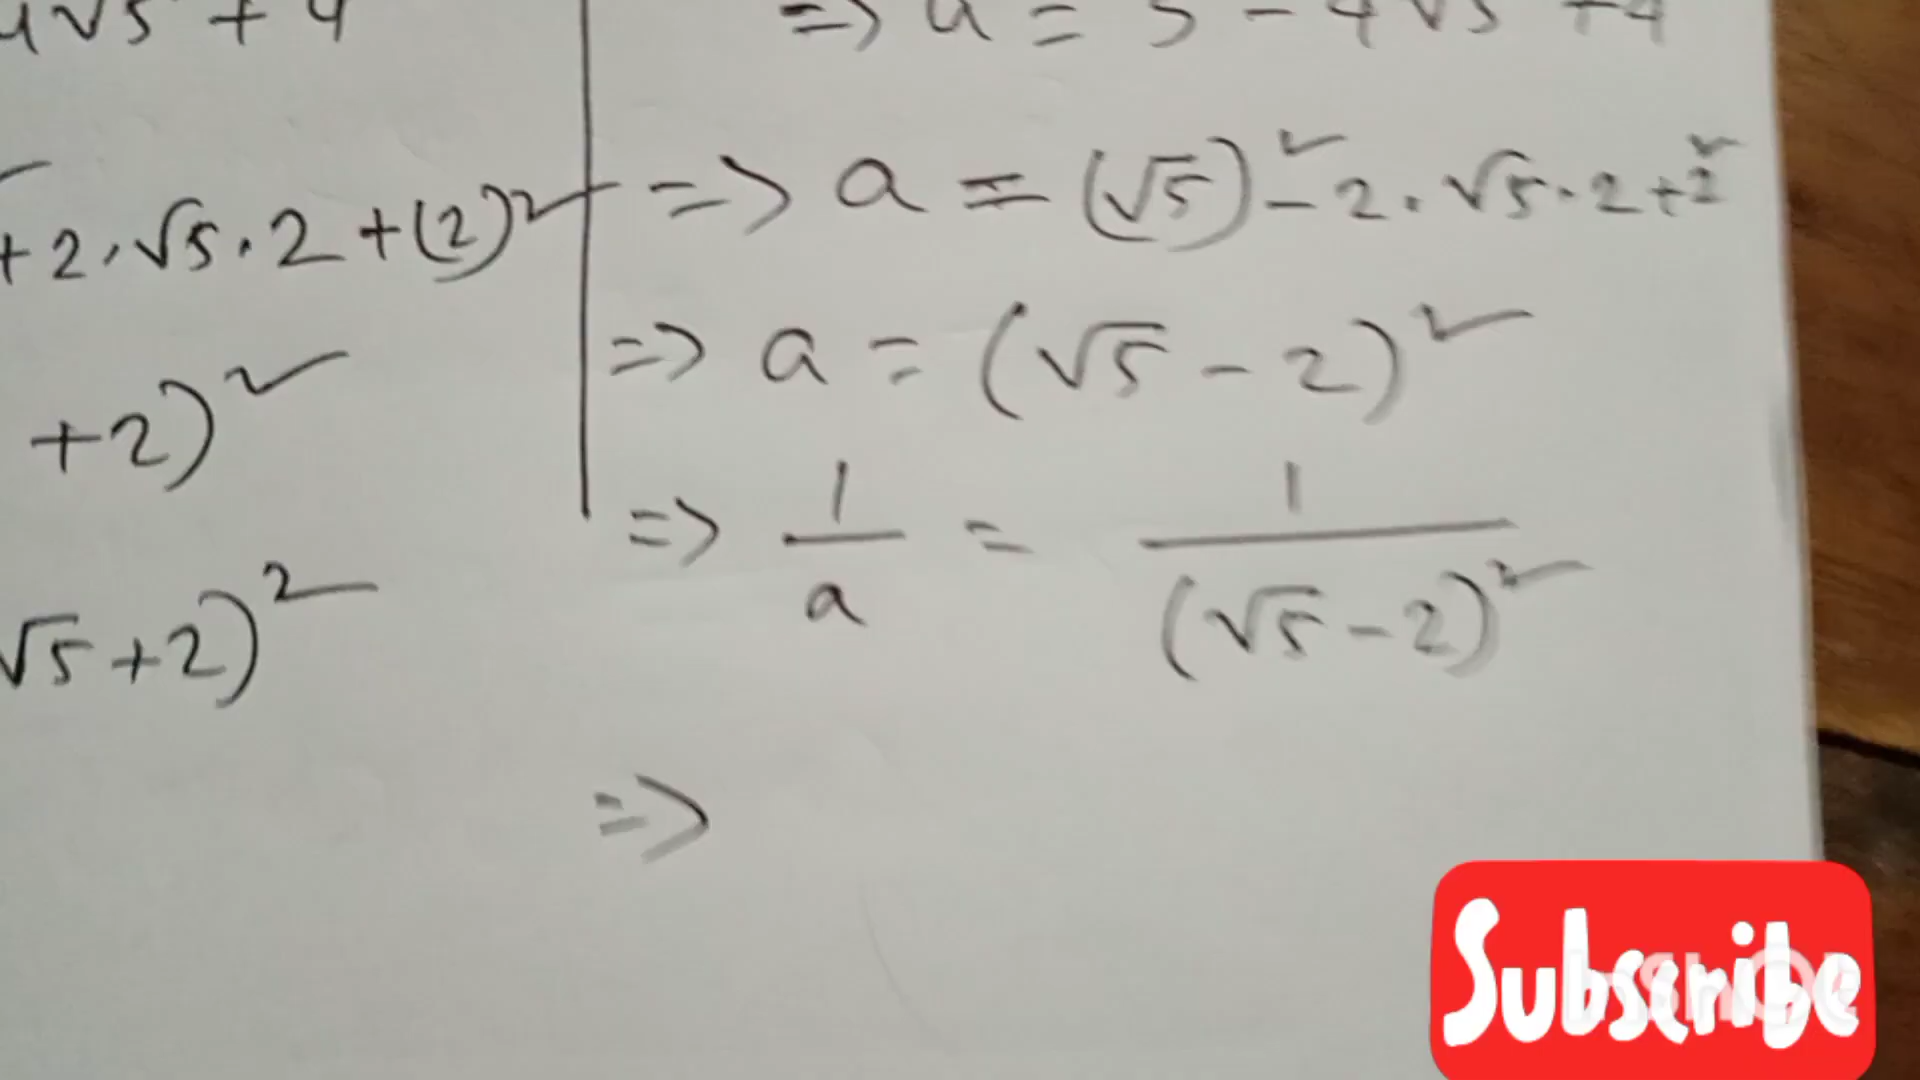 4√5 + 4
+ 2.√5.2 + (2)²
+2)²
√5 + 2)²
=> a = 5 - 4√5 + 4
=> a = (√5)² - 2.√5.2 + 2²
=> a = (√5 - 2)²
=> 1/a = 1/(√5 - 2)²
=>
Subscribe